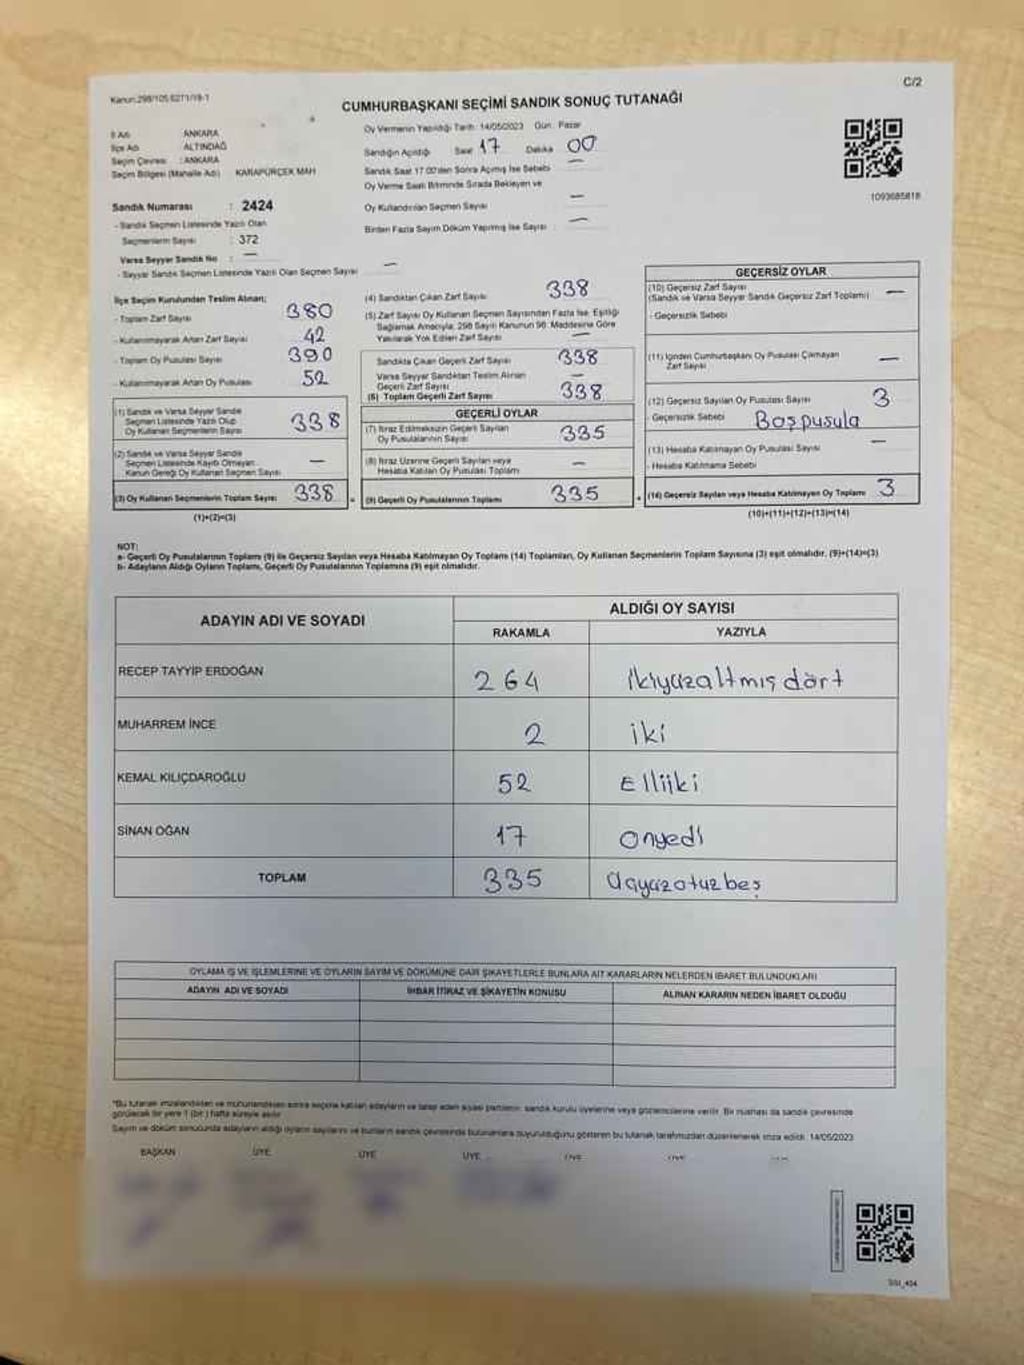 Kanun:298/105 6271/18-1
C/2
CUMHURBAŞKANI SEÇİMİ SANDIK SONUÇ TUTANAĞI
İl Adı ANKARA
İlçe Adı ALTINDAĞ
Seçim Çevresi : ANKARA
Seçim Bölgesi (Mahalle Adı) KARAPÜRÇEK MAH
Sandık Numarası : 2424
- Sandık Seçmen Listesinde Yazılı Olan
Seçmenlerin Sayısı : 372
Varsa Seyyar Sandık No : —
- Seyyar Sandık Seçmen Listesinde Yazılı Olan Seçmen Sayısı —
Oy Vermenin Yapıldığı Tarih: 14/05/2023 Gün: Pazar
Sandığın Açıldığı Saat 17 Dakika 00
Sandık Saat 17.00'den Sonra Açılmış İse Sebebi —
Oy Verme Saati Bitiminde Sırada Bekleyen ve
Oy Kullandırılan Seçmen Sayısı —
Birden Fazla Sayım Döküm Yapılmış İse Sayısı —
1093685818
İlçe Seçim Kurulundan Teslim Alınan;
- Toplam Zarf Sayısı 380
- Kullanılmayarak Artan Zarf Sayısı 42
- Toplam Oy Pusulası Sayısı 390
- Kullanılmayarak Artan Oy Pusulası 52
(1) Sandık ve Varsa Seyyar Sandık
Seçmen Listesinde Yazılı Olup
Oy Kullanan Seçmenlerin Sayısı 338
(2) Sandık ve Varsa Seyyar Sandık
Seçmen Listesinde Kaydı Olmayan
Kanun Gereği Oy Kullanan Seçmen Sayısı —
(3) Oy Kullanan Seçmenlerin Toplam Sayısı 338 =
(1)+(2)=(3)
(4) Sandıktan Çıkan Zarf Sayısı 338
(5) Zarf Sayısı Oy Kullanan Seçmen Sayısından Fazla İse, Eşitliği
Sağlamak Amacıyla; 298 Sayılı Kanunun 98. Maddesine Göre
Yakılarak Yok Edilen Zarf Sayısı —
Sandıkta Çıkan Geçerli Zarf Sayısı 338
Varsa Seyyar Sandıktan Teslim Alınan
Geçerli Zarf Sayısı —
(6) Toplam Geçerli Zarf Sayısı 338
GEÇERLİ OYLAR
(7) İtiraz Edilmeksizin Geçerli Sayılan
Oy Pusulalarının Sayısı 335
(8) İtiraz Üzerine Geçerli Sayılan veya
Hesaba Katılan Oy Pusulası Toplamı —
(9) Geçerli Oy Pusulalarının Toplamı 335 +
GEÇERSİZ OYLAR
(10) Geçersiz Zarf Sayısı
(Sandık ve Varsa Seyyar Sandık Geçersiz Zarf Toplamı) —
- Geçersizlik Sebebi
(11) İçinden Cumhurbaşkanı Oy Pusulası Çıkmayan
Zarf Sayısı —
(12) Geçersiz Sayılan Oy Pusulası Sayısı 3
- Geçersizlik Sebebi Boşpusula
(13) Hesaba Katılmayan Oy Pusulası Sayısı —
- Hesaba Katılmama Sebebi
(14) Geçersiz Sayılan veya Hesaba Katılmayan Oy Toplamı 3
(10)+(11)+(12)+(13)=(14)
NOT:
a- Geçerli Oy Pusulalarının Toplamı (9) ile Geçersiz Sayılan veya Hesaba Katılmayan Oy Toplamı (14) Toplamları, Oy Kullanan Seçmenlerin Toplam Sayısına (3) eşit olmalıdır. (9)+(14)=(3)
b- Adayların Aldığı Oyların Toplamı, Geçerli Oy Pusulalarının Toplamına (9) eşit olmalıdır.
ADAYIN ADI VE SOYADI
ALDIĞI OY SAYISI
RAKAMLA YAZIYLA
RECEP TAYYİP ERDOĞAN 264 ikiyüzaltmışdört
MUHARREM İNCE 2 iki
KEMAL KILIÇDAROĞLU 52 Elliiki
SİNAN OĞAN 17 Onyedi
TOPLAM 335 Üçyüzotuzbeş
OYLAMA İŞ VE İŞLEMLERİNE VE OYLARIN SAYIM VE DÖKÜMÜNE DAİR ŞİKAYETLERLE BUNLARA AİT KARARLARIN NELERDEN İBARET BULUNDUKLARI
ADAYIN ADI VE SOYADI İHBAR İTİRAZ VE ŞİKAYETİN KONUSU ALINAN KARARIN NEDEN İBARET OLDUĞU
*Bu tutanak imzalandıktan ve mühürlendikten sonra seçime katılan adayların ve talep eden siyasi partilerin sandık kurulu üyelerine veya gözlemcilerine verilir. Bir nüshası da sandık çevresinde
görülecek bir yere 1 (bir) hafta süreyle asılır.
Sayım ve döküm sonucunda adayların aldığı oyların sayılarını ve bunların sandık çevresinde bulunanlara duyurulduğunu gösteren bu tutanak tarafımızdan düzenlenerek imza edildi. 14/05/2023
BAŞKAN ÜYE ÜYE ÜYE ÜYE ÜYE